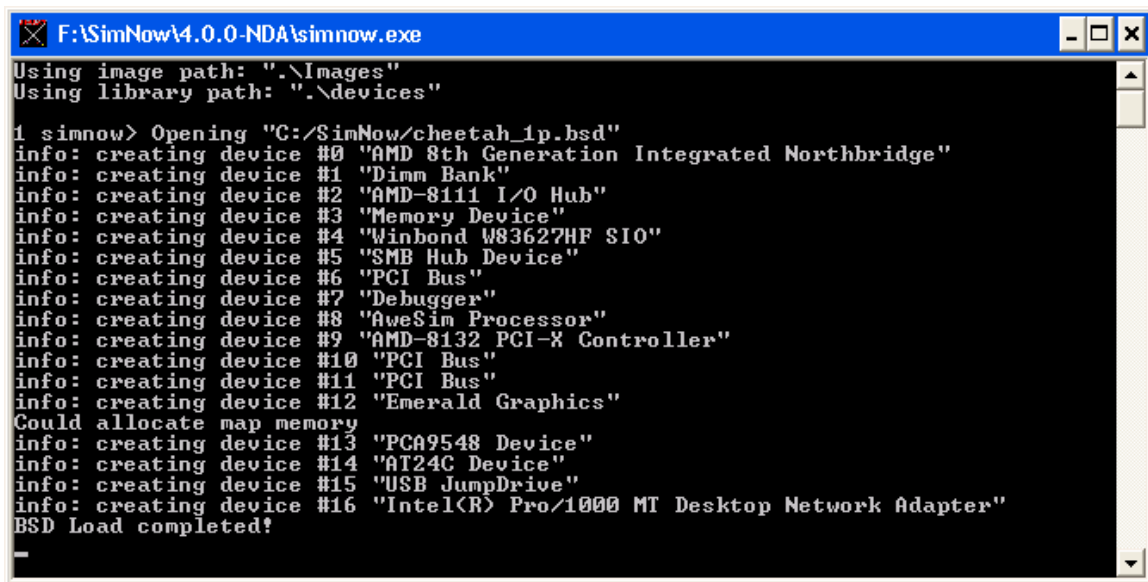 F:\SimNow\4.0.0-NDA\simnow.exe
Using image path: ".\Images"
Using library path: ".\devices"
1 simnow> Opening "C:/SimNow/cheetah_1p.bsd"
info: creating device #0 "AMD 8th Generation Integrated Northbridge"
info: creating device #1 "Dimm Bank"
info: creating device #2 "AMD-8111 I/O Hub"
info: creating device #3 "Memory Device"
info: creating device #4 "Winbond W83627HF SIO"
info: creating device #5 "SMB Hub Device"
info: creating device #6 "PCI Bus"
info: creating device #7 "Debugger"
info: creating device #8 "AweSim Processor"
info: creating device #9 "AMD-8132 PCI-X Controller"
info: creating device #10 "PCI Bus"
info: creating device #11 "PCI Bus"
info: creating device #12 "Emerald Graphics"
Could allocate map memory
info: creating device #13 "PCA9548 Device"
info: creating device #14 "AT24C Device"
info: creating device #15 "USB JumpDrive"
info: creating device #16 "Intel(R) Pro/1000 MT Desktop Network Adapter"
BSD Load completed!